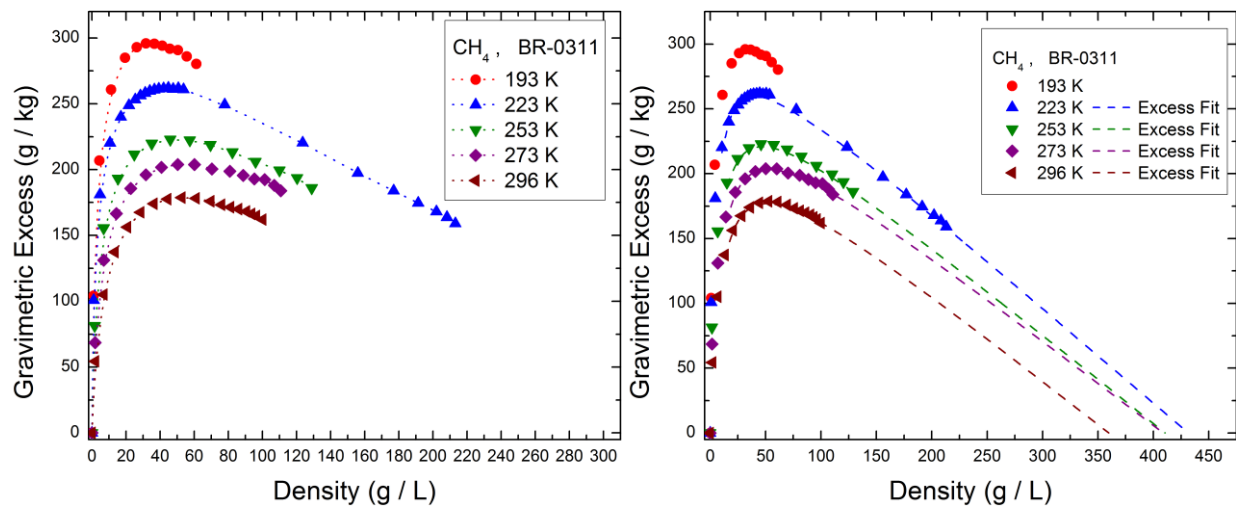 Gravimetric Excess (g / kg)
300
250
200
150
100
50
0
0 20 40 60 80 100 120 140 160 180 200 220 240 260 280 300
Density (g / L)
CH4 , BR-0311
193 K
223 K
253 K
273 K
296 K
Gravimetric Excess (g / kg)
300
250
200
150
100
50
0
0 50 100 150 200 250 300 350 400 450
Density (g / L)
CH4 , BR-0311
193 K
223 K Excess Fit
253 K Excess Fit
273 K Excess Fit
296 K Excess Fit